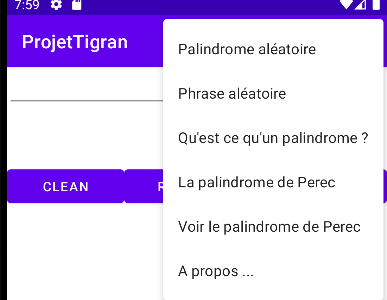 7:59
ProjetTigran
Palindrome aléatoire
Phrase aléatoire
Qu'est ce qu'un palindrome ?
CLEAN
La palindrome de Perec
Voir le palindrome de Perec
A propos ...